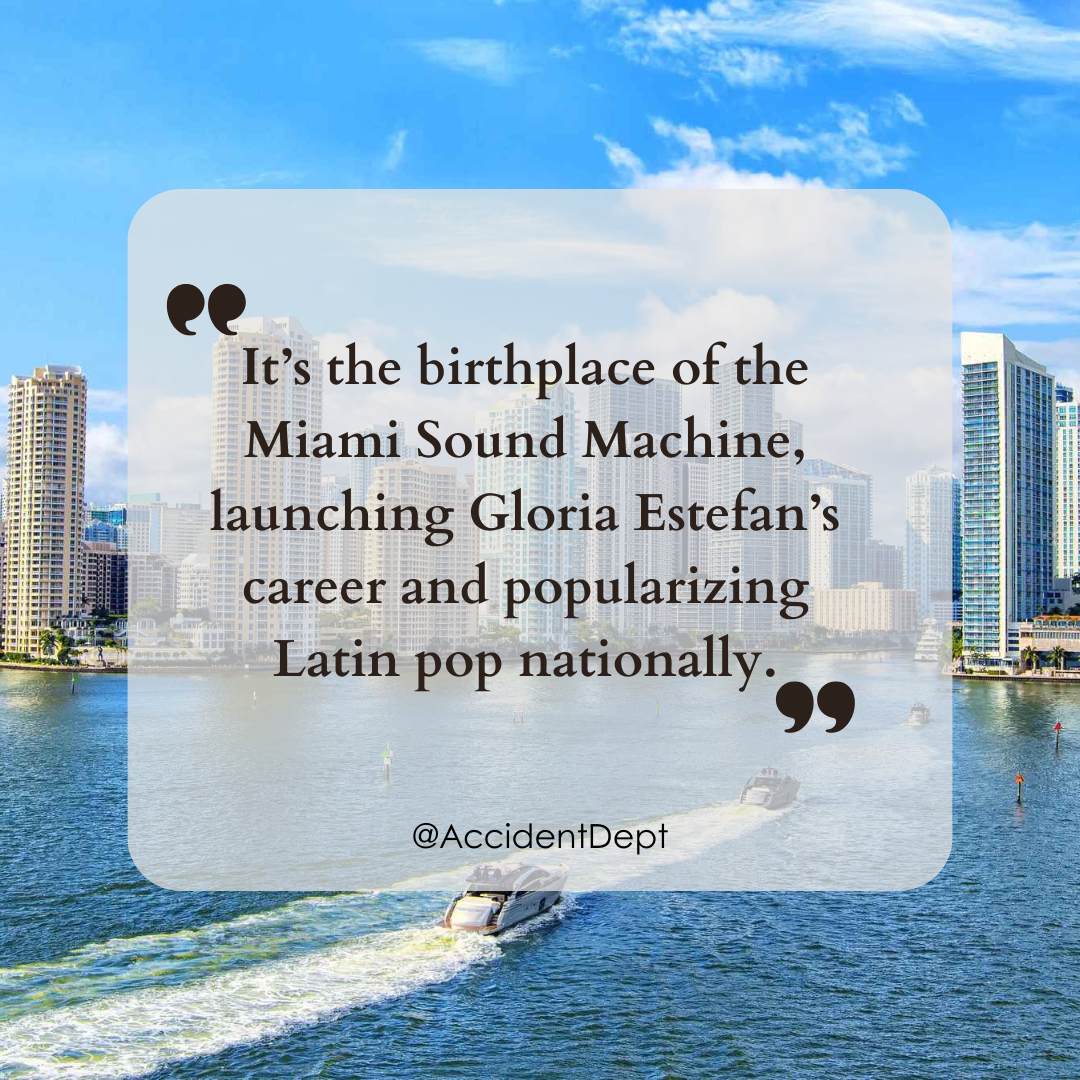 ❟❟
It’s the birthplace of the
Miami Sound Machine,
launching Gloria Estefan’s
career and popularizing
Latin pop nationally.
❟❟
@AccidentDept